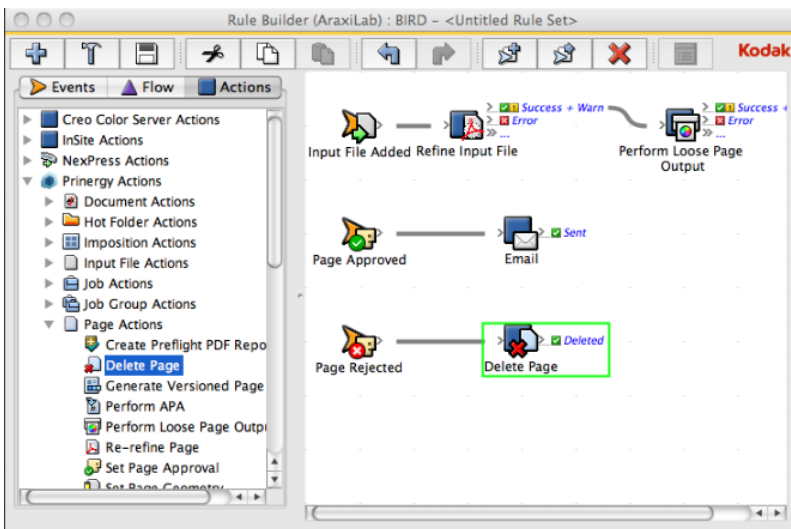 Rule Builder (AraxiLab) : BIRD – <Untitled Rule Set>
Kodak
Events Flow Actions
Creo Color Server Actions
InSite Actions
NexPress Actions
Prinergy Actions
Document Actions
Hot Folder Actions
Imposition Actions
Input File Actions
Job Actions
Job Group Actions
Page Actions
Create Preflight PDF Repo
Delete Page
Generate Versioned Page
Perform APA
Perform Loose Page Outpu
Re-refine Page
Set Page Approval
Set Page Geometry
Success + Warn
Error
...
Success +
Error
...
Input File Added
Refine Input File
Perform Loose Page
Output
Sent
Page Approved
Email
Deleted
Page Rejected
Delete Page